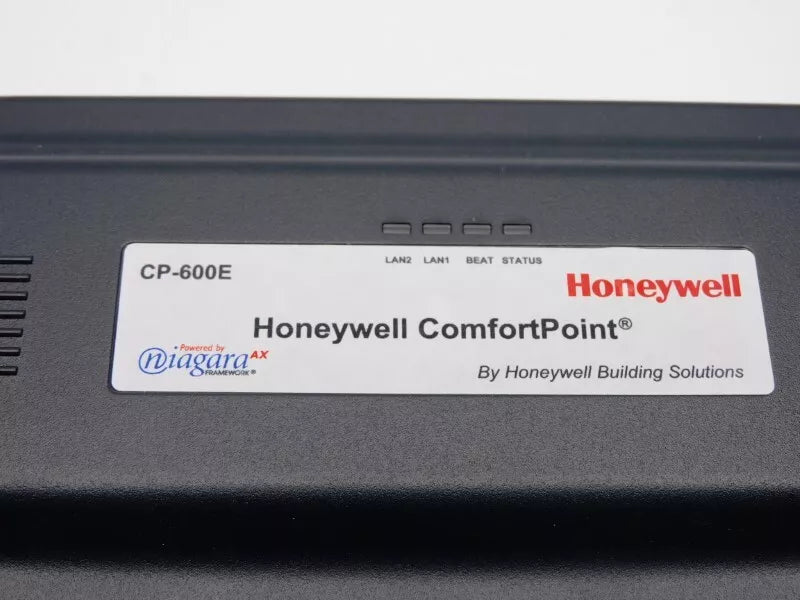 LAN2 LAN1 BEAT STATUS
CP-600E
Honeywell
Honeywell ComfortPoint®
Powered by
niagara AX
FRAMEWORK®
By Honeywell Building Solutions